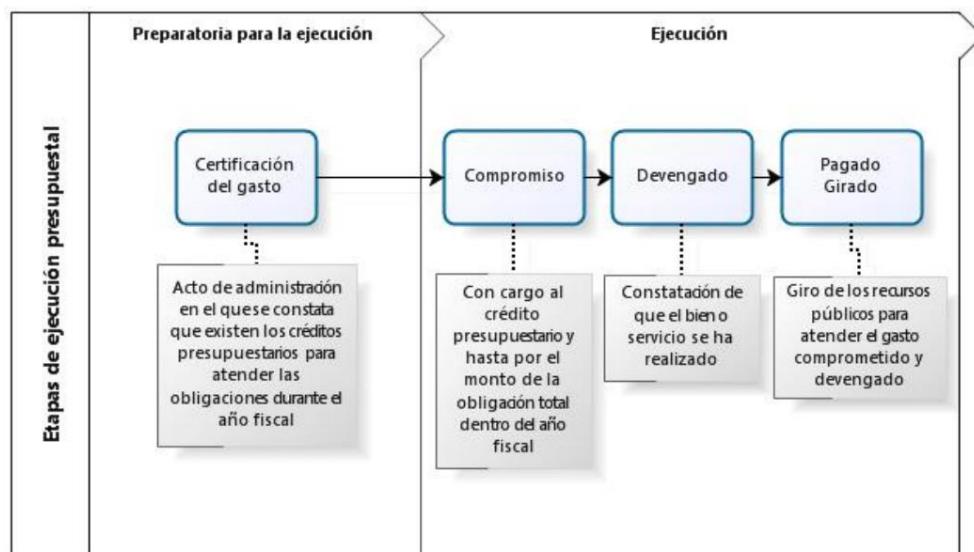 Preparatoria para la ejecución
Ejecución
Etapas de ejecución presupuestal
Certificación
del gasto
Compromiso
Devengado
Pagado
Girado
Acto de administración
en el que se constata
que existen los créditos
presupuestarios para
atender las
obligaciones durante el
año fiscal
Con cargo al
crédito
presupuestario y
hasta por el
monto de la
obligación total
dentro del año
fiscal
Constatación de
que el bien o
servicio se ha
realizado
Giro de los recursos
públicos para
atender el gasto
comprometido y
devengado